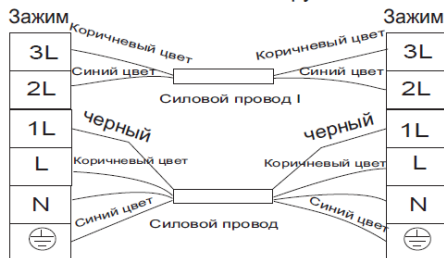 Зажим Зажим
3L Коричневый цвет Коричневый цвет 3L
2L Синий цвет Синий цвет 2L
Силовой провод I
1L черный черный 1L
L Коричневый цвет Коричневый цвет L
N Синий цвет Синий цвет N
Силовой провод